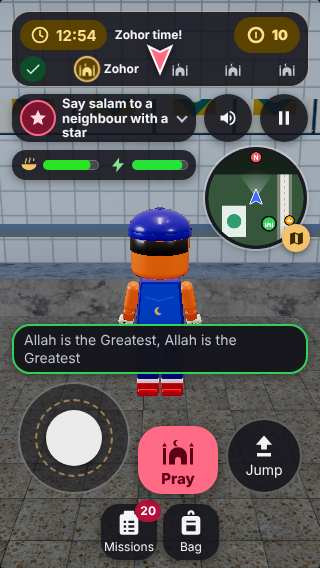 12:54
Zohor time!
10
Zohor
Say salam to a
neighbour with a
star
N
Allah is the Greatest, Allah is the
Greatest
Pray
Jump
20
Missions
Bag